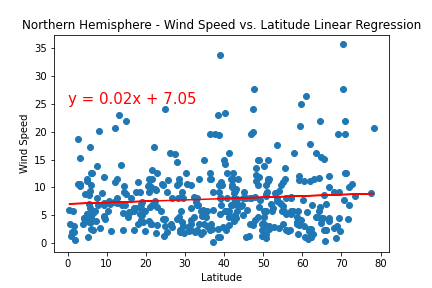 Northern Hemisphere - Wind Speed vs. Latitude Linear Regression
35
30
25
20
15
10
5
0
Wind Speed
y = 0.02x + 7.05
0 10 20 30 40 50 60 70 80
Latitude